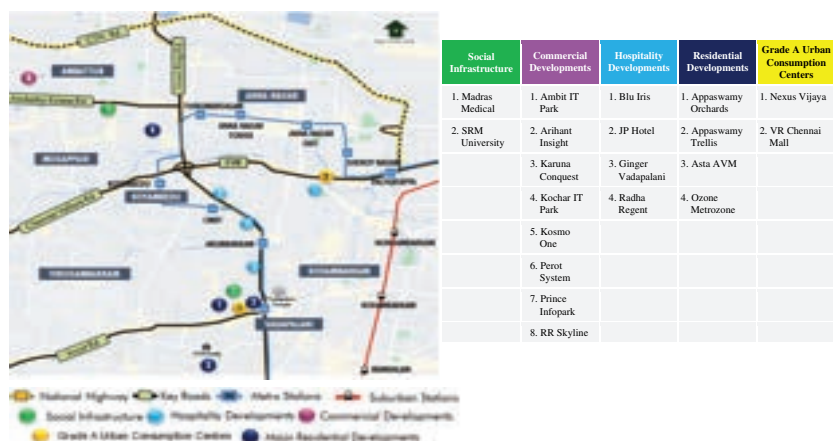 AMBATTUR
ANNA NAGAR
MOGAPPAIR
KOYAMBEDU
VIRUGAMBAKKAM
KODAMBAKKAM
VADAPALANI
Social Infrastructure
Commercial Developments
Hospitality Developments
Residential Developments
Grade A Urban Consumption Centers
1. Madras Medical
1. Ambit IT Park
1. Blu Iris
1. Appaswamy Orchards
1. Nexus Vijaya
2. SRM University
2. Arihant Insight
2. JP Hotel
2. Appaswamy Trellis
2. VR Chennai Mall
3. Karuna Conquest
3. Ginger Vadapalani
3. Asta AVM
4. Kochar IT Park
4. Radha Regent
4. Ozone Metrozone
5. Kosmo One
6. Perot System
7. Prince Infopark
8. RR Skyline
National Highway
Key Roads
Metro Stations
Suburban Stations
Social Infrastructure
Hospitality Developments
Commercial Developments
Grade A Urban Consumption Centres
Major Residential Developments